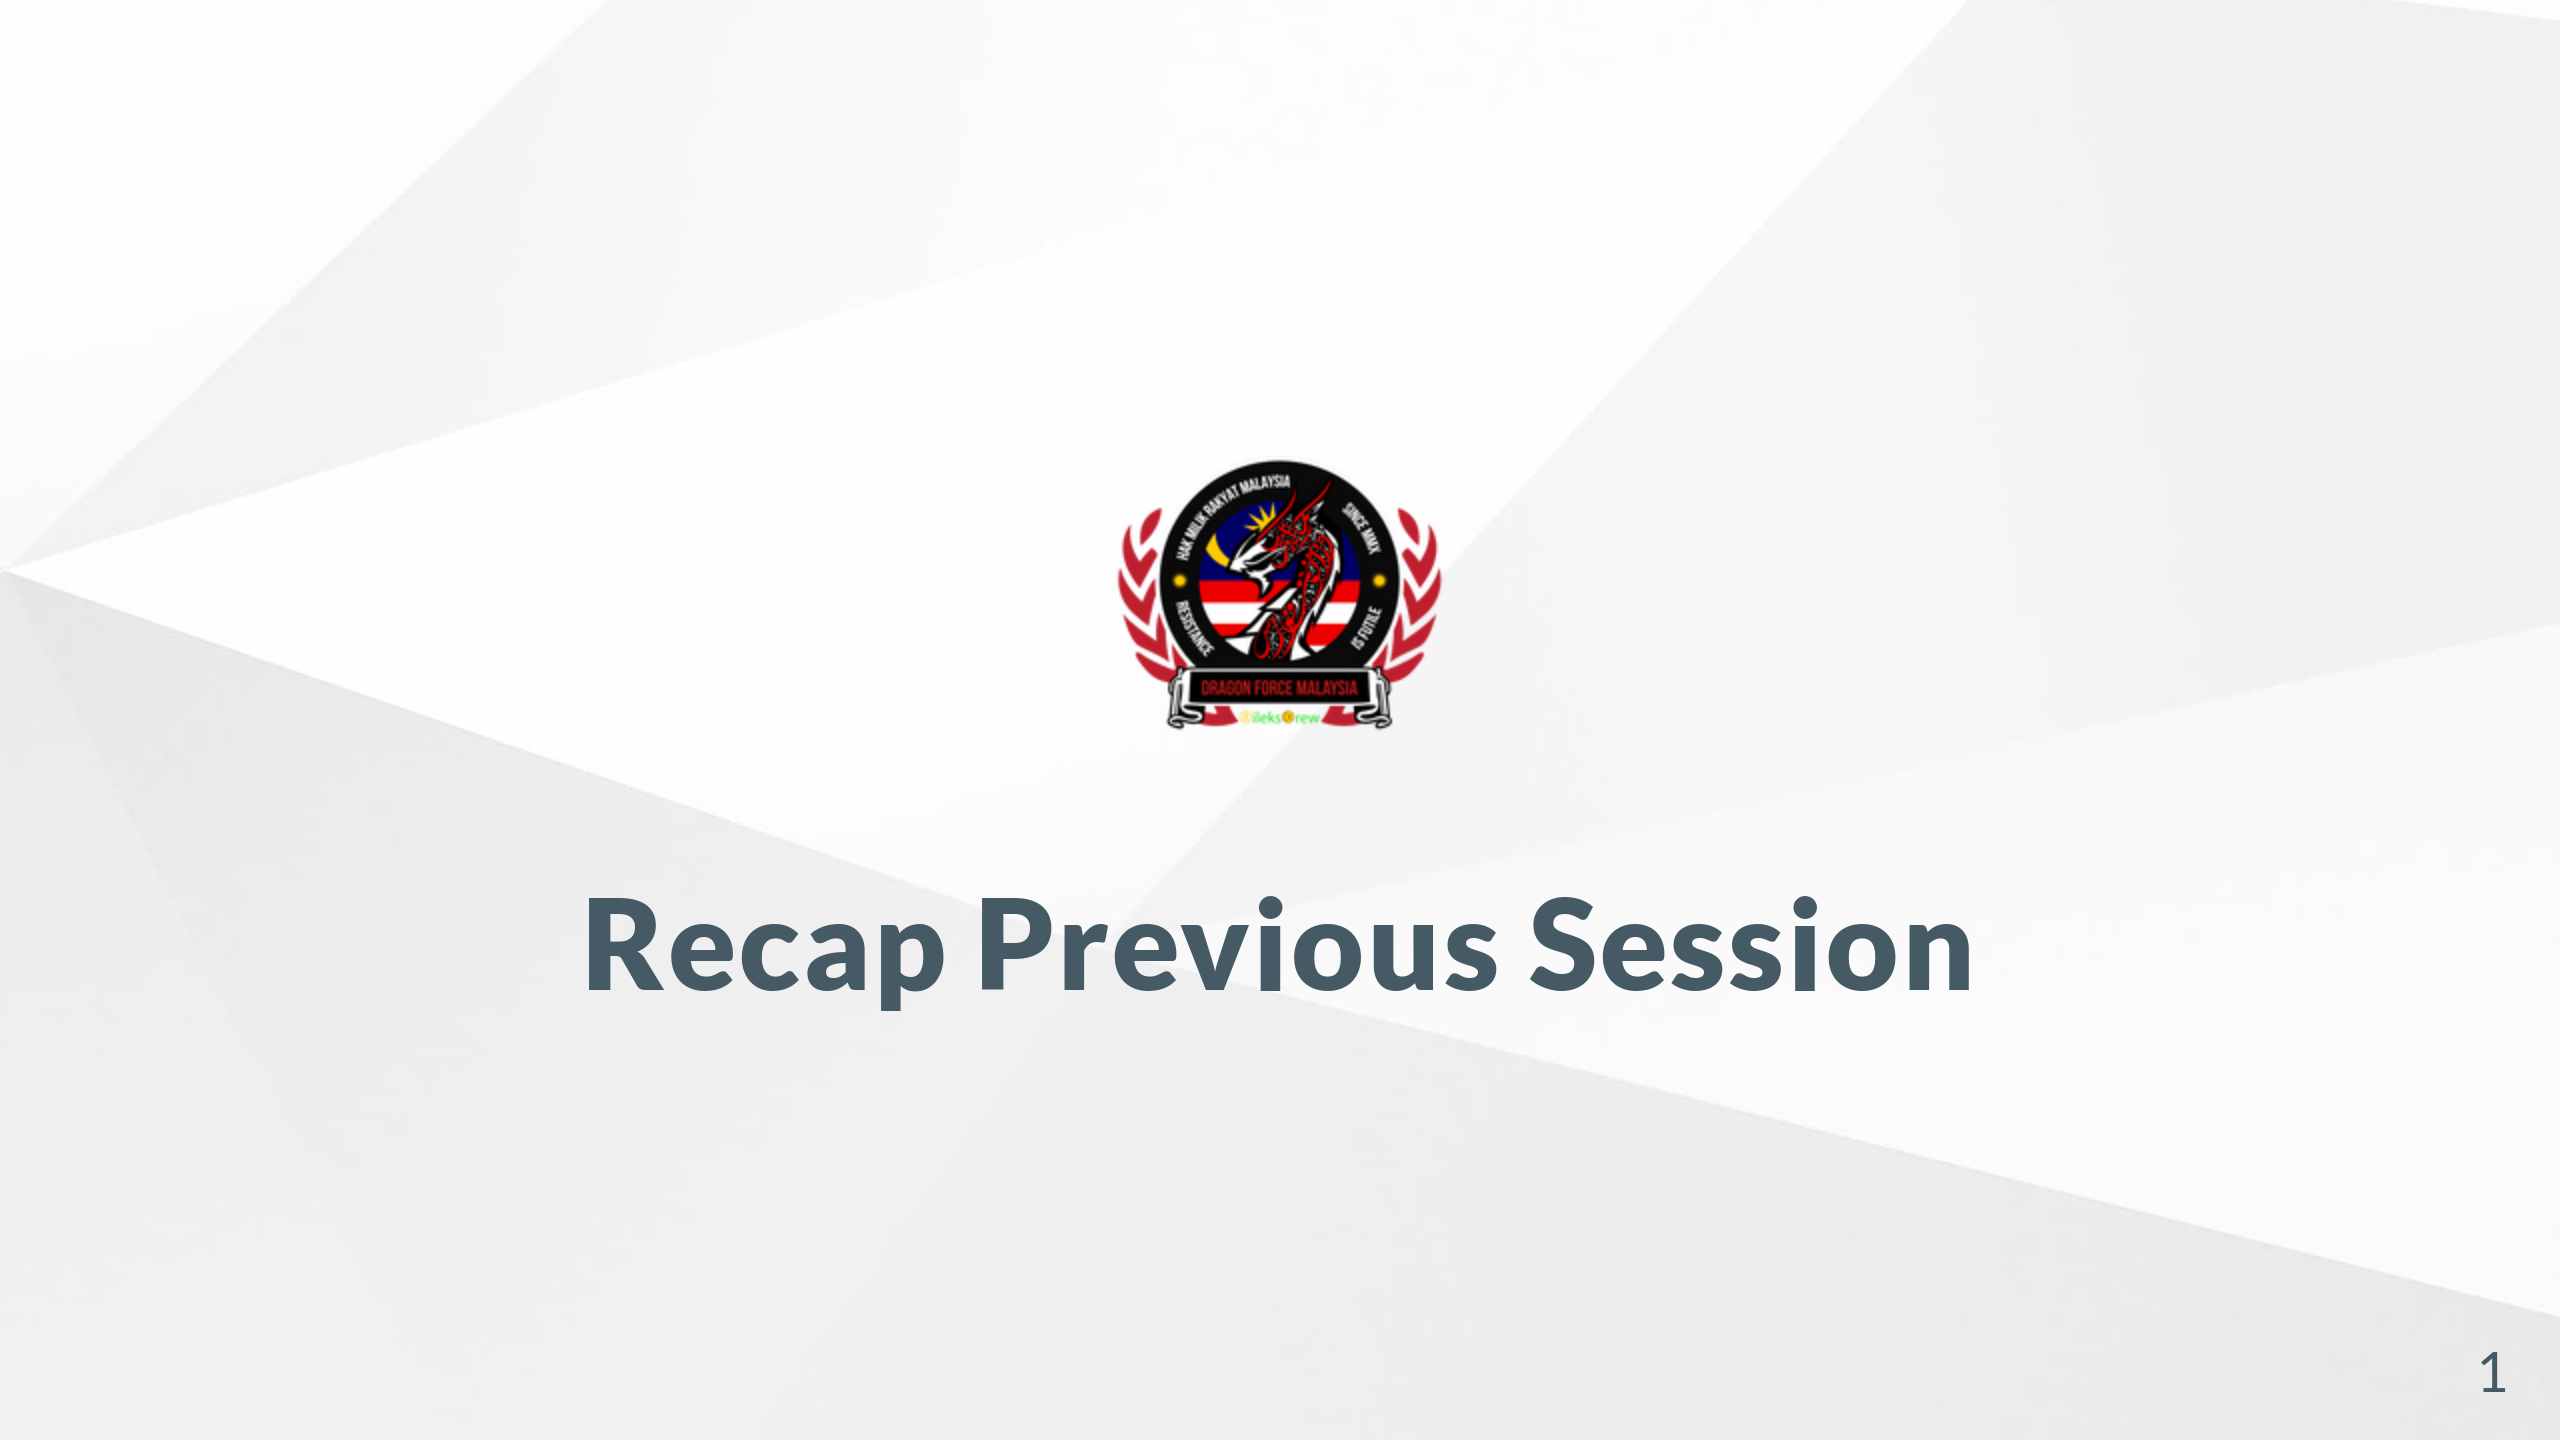 HAK MILIK RAKYAT MALAYSIA
SINCE MMX
RESISTANCE
IS FUTILE
DRAGON FORCE MALAYSIA
Recap Previous Session
1